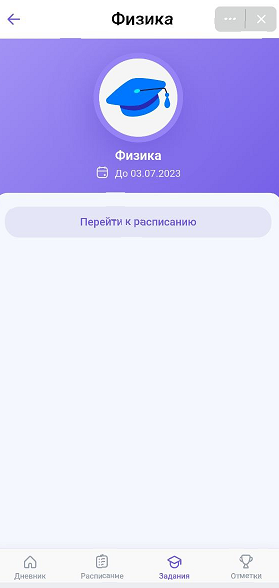 Физика
Физика
До 03.07.2023
Перейти к расписанию
Дневник
Расписание
Задания
Отметки